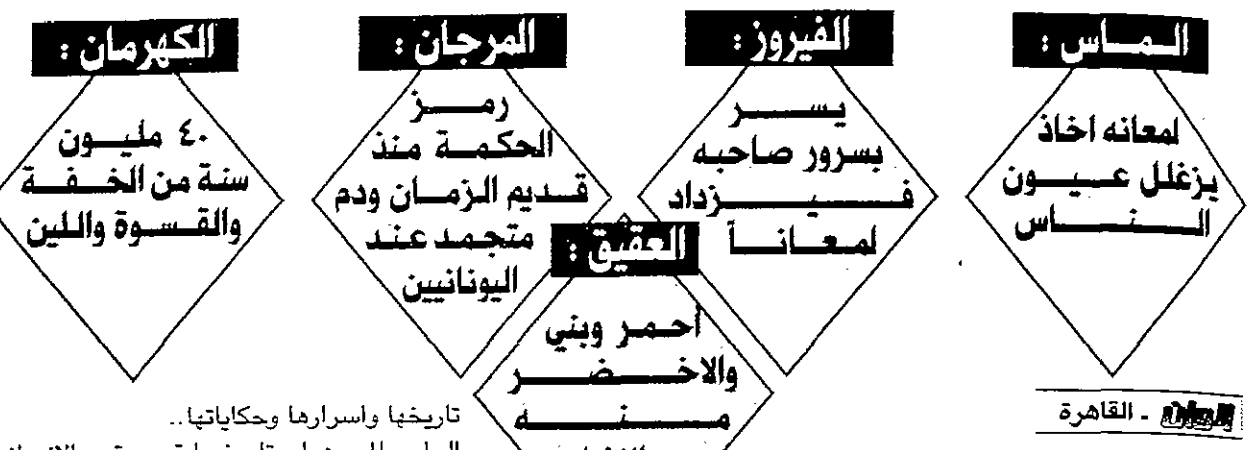 الماس :
لمعانه اخاذ
يزغلل عيون
الناس
الفيروز :
يسر
بسرور صاحبه
فيزداد
لمعاناً
المرجان :
رمز
الحكمة منذ
قديم الزمان ودم
متجمد عند
اليونانيين
الكهرمان :
٤٠ مليون
سنة من الخفة
والقسوة واللين
العقيق :
أحمر وبني
والاخضر
منه
البيان - القاهرة
تاريخها واسرارها وحكاياتها..